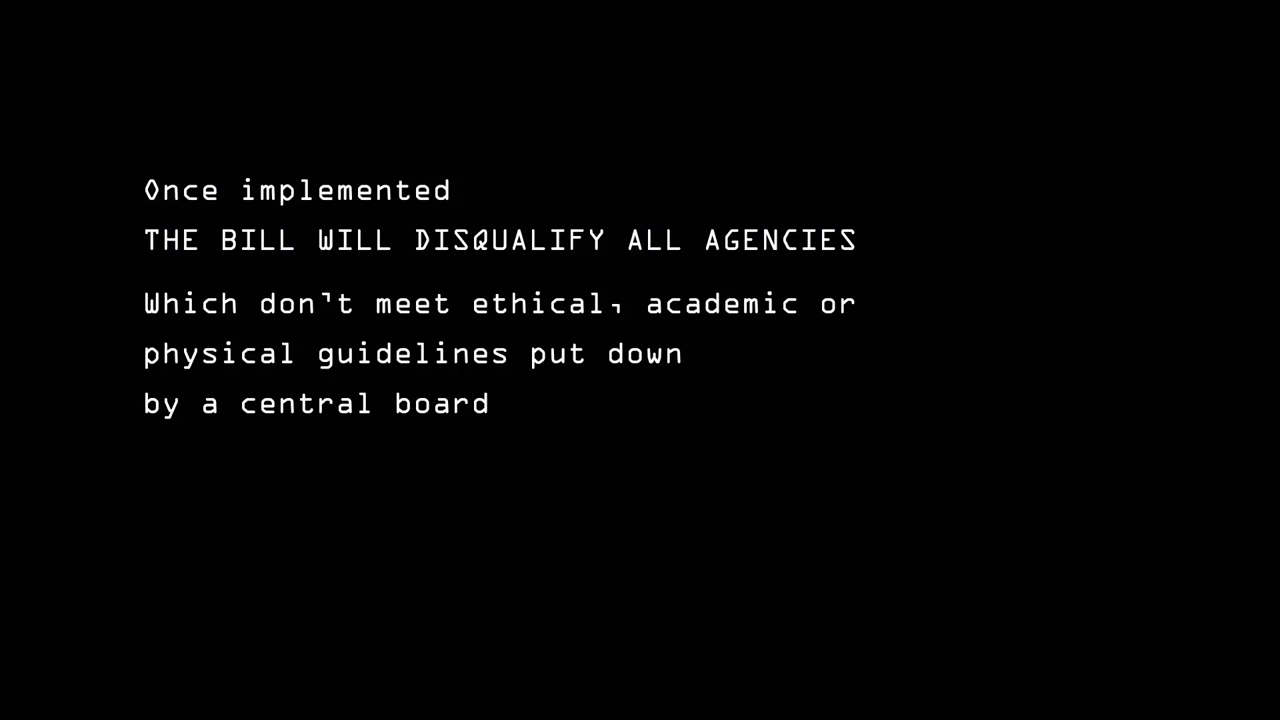 Once implemented
THE BILL WILL DISQUALIFY ALL AGENCIES
Which don't meet ethical, academic or
physical guidelines put down
by a central board